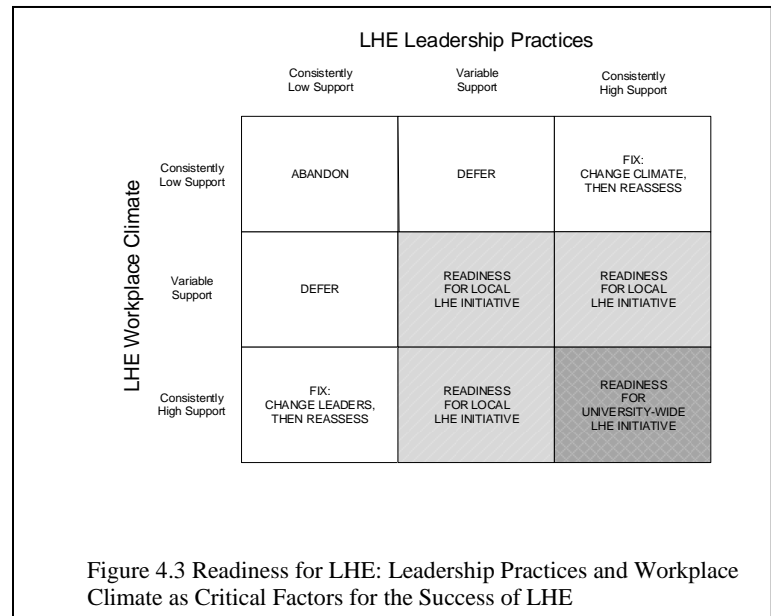 LHE Leadership Practices
Consistently
Low Support
Variable
Support
Consistently
High Support
LHE Workplace Climate
Consistently
Low Support
ABANDON
DEFER
FIX:
CHANGE CLIMATE,
THEN REASSESS
Variable
Support
DEFER
READINESS
FOR LOCAL
LHE INITIATIVE
READINESS
FOR LOCAL
LHE INITIATIVE
Consistently
High Support
FIX:
CHANGE LEADERS,
THEN REASSESS
READINESS
FOR LOCAL
LHE INITIATIVE
READINESS
FOR
UNIVERSITY-WIDE
LHE INITIATIVE
Figure 4.3 Readiness for LHE: Leadership Practices and Workplace
Climate as Critical Factors for the Success of LHE